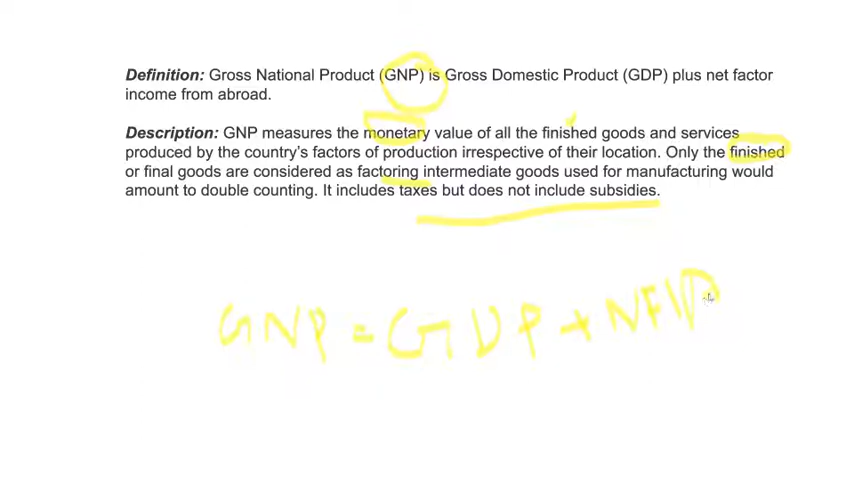 Definition: Gross National Product (GNP) is Gross Domestic Product (GDP) plus net factor
income from abroad.
Description: GNP measures the monetary value of all the finished goods and services
produced by the country's factors of production irrespective of their location. Only the finished
or final goods are considered as factoring intermediate goods used for manufacturing would
amount to double counting. It includes taxes but does not include subsidies.
GNP = GDP + NFI